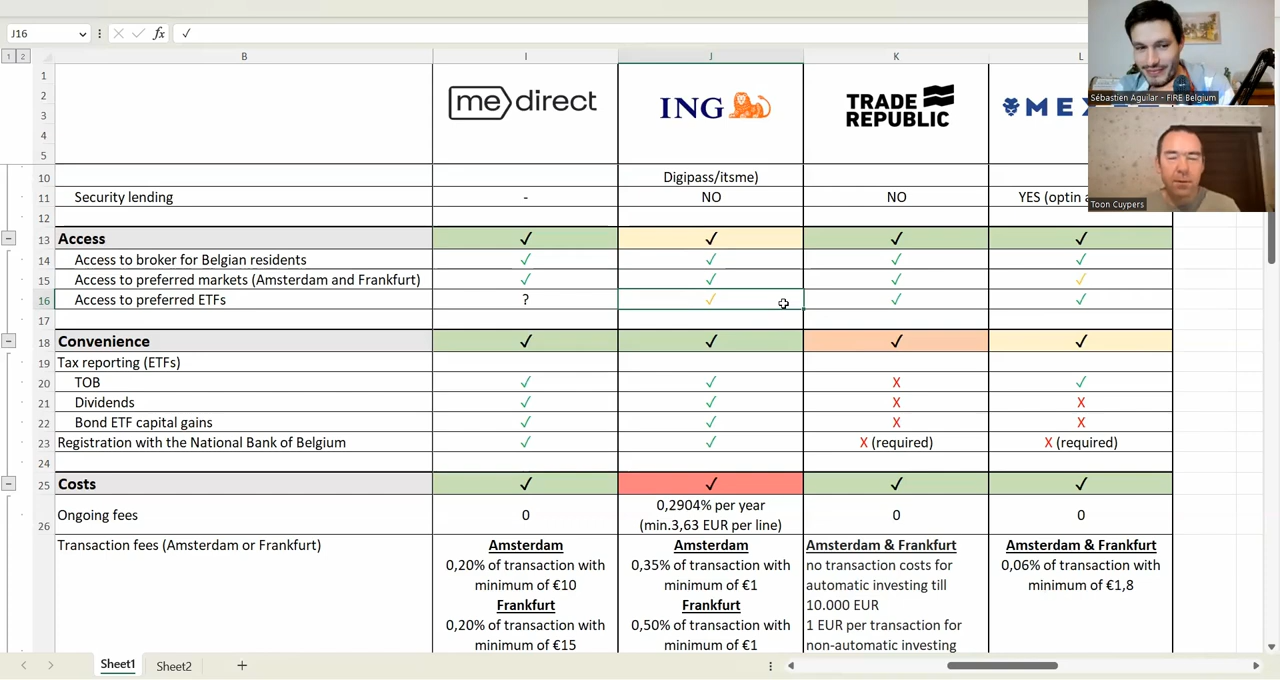 J16 fx ✓
1 2 B I J K L
1
2
3
4
5
me direct ING TRADE REPUBLIC MEX
Sébastien Aguilar - FIRE Belgium
Toon Cuypers
10 Digipass/itsme)
11 Security lending - NO NO YES (optin a
12
13 Access ✓ ✓ ✓ ✓
14 Access to broker for Belgian residents ✓ ✓ ✓ ✓
15 Access to preferred markets (Amsterdam and Frankfurt) ✓ ✓ ✓ ✓
16 Access to preferred ETFs ? ✓ ✓ ✓
17
18 Convenience ✓ ✓ ✓ ✓
19 Tax reporting (ETFs)
20 TOB ✓ ✓ X ✓
21 Dividends ✓ ✓ X X
22 Bond ETF capital gains ✓ ✓ X X
23 Registration with the National Bank of Belgium ✓ ✓ X (required) X (required)
24
25 Costs ✓ ✓ ✓ ✓
26 Ongoing fees 0 0,2904% per year 0 0
(min.3,63 EUR per line)
Transaction fees (Amsterdam or Frankfurt) Amsterdam Amsterdam Amsterdam & Frankfurt Amsterdam & Frankfurt
0,20% of transaction with 0,35% of transaction with no transaction costs for 0,06% of transaction with
minimum of €10 minimum of €1 automatic investing till minimum of €1,8
Frankfurt Frankfurt 10.000 EUR
0,20% of transaction with 0,50% of transaction with 1 EUR per transaction for
minimum of €15 minimum of €1 non-automatic investing
Sheet1 Sheet2 +